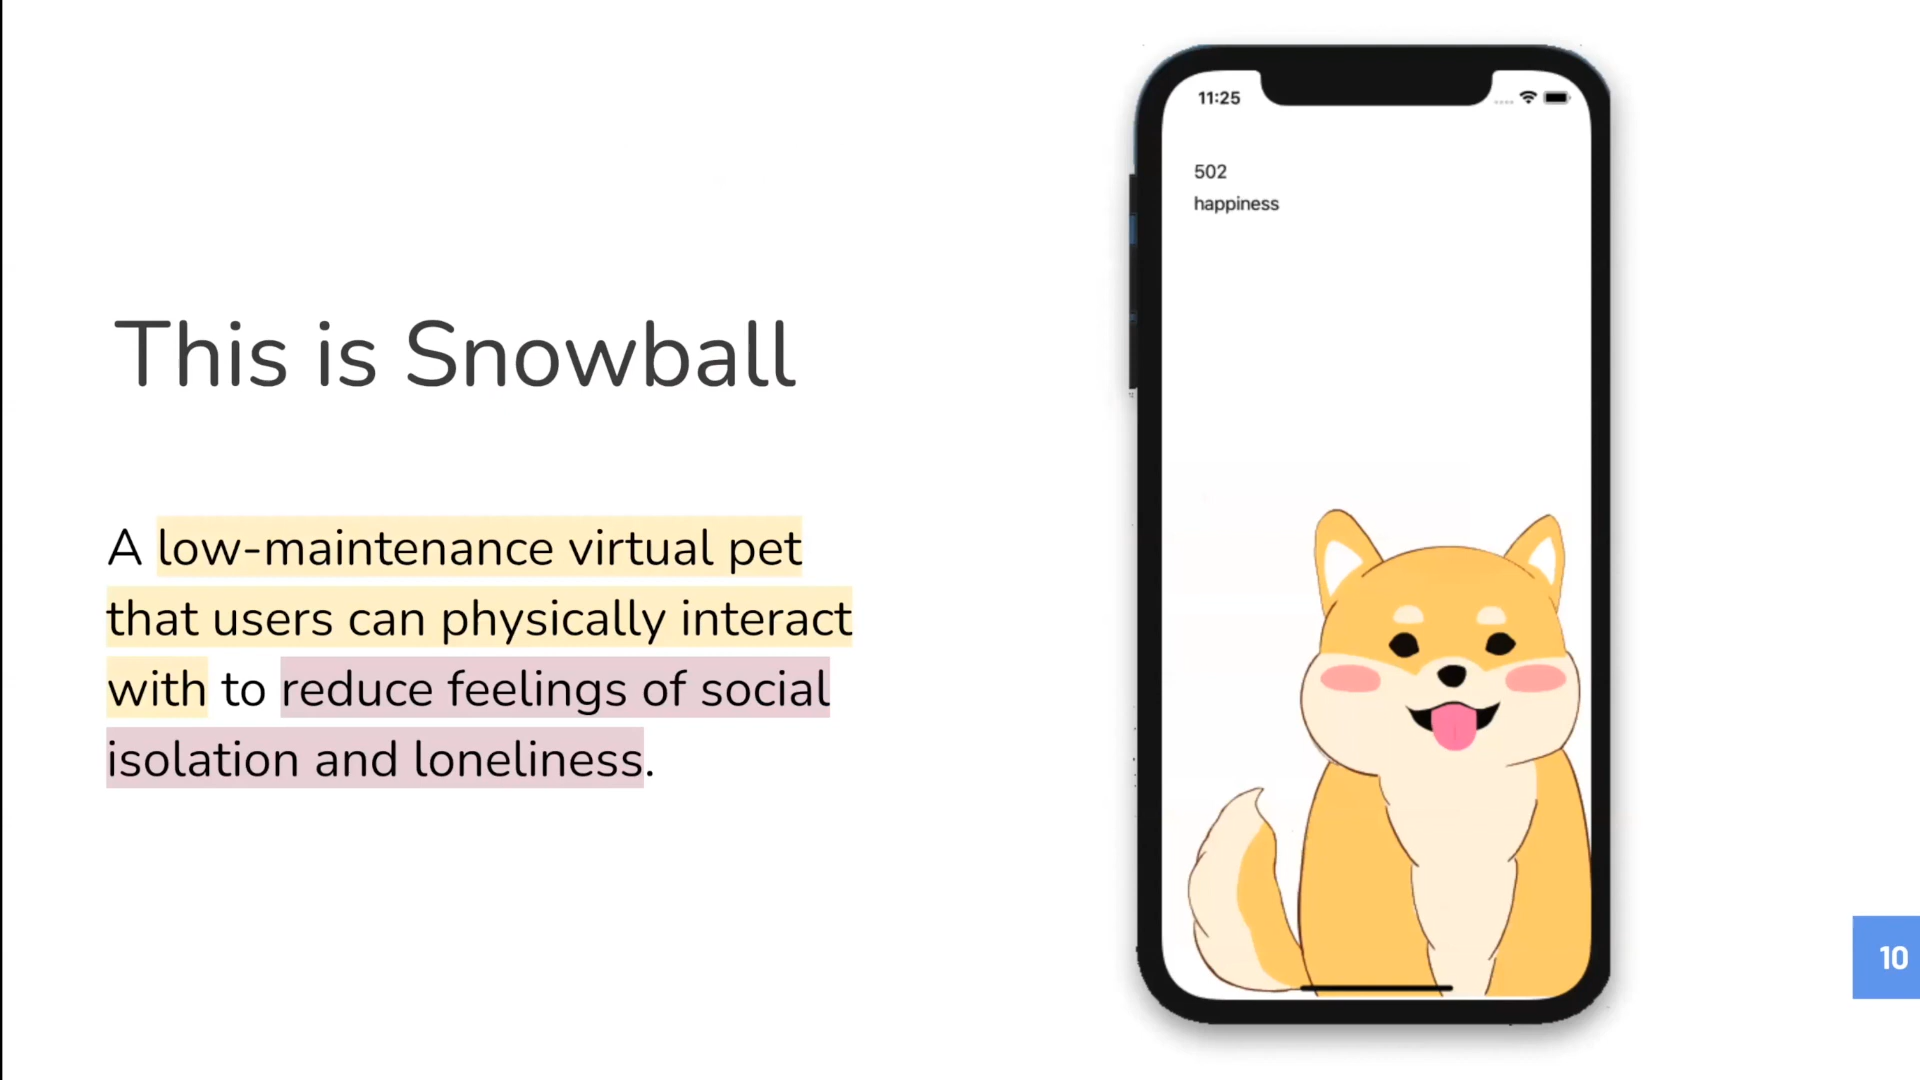 This is Snowball
A low-maintenance virtual pet
that users can physically interact
with to reduce feelings of social
isolation and loneliness.
11:25
502
happiness
10